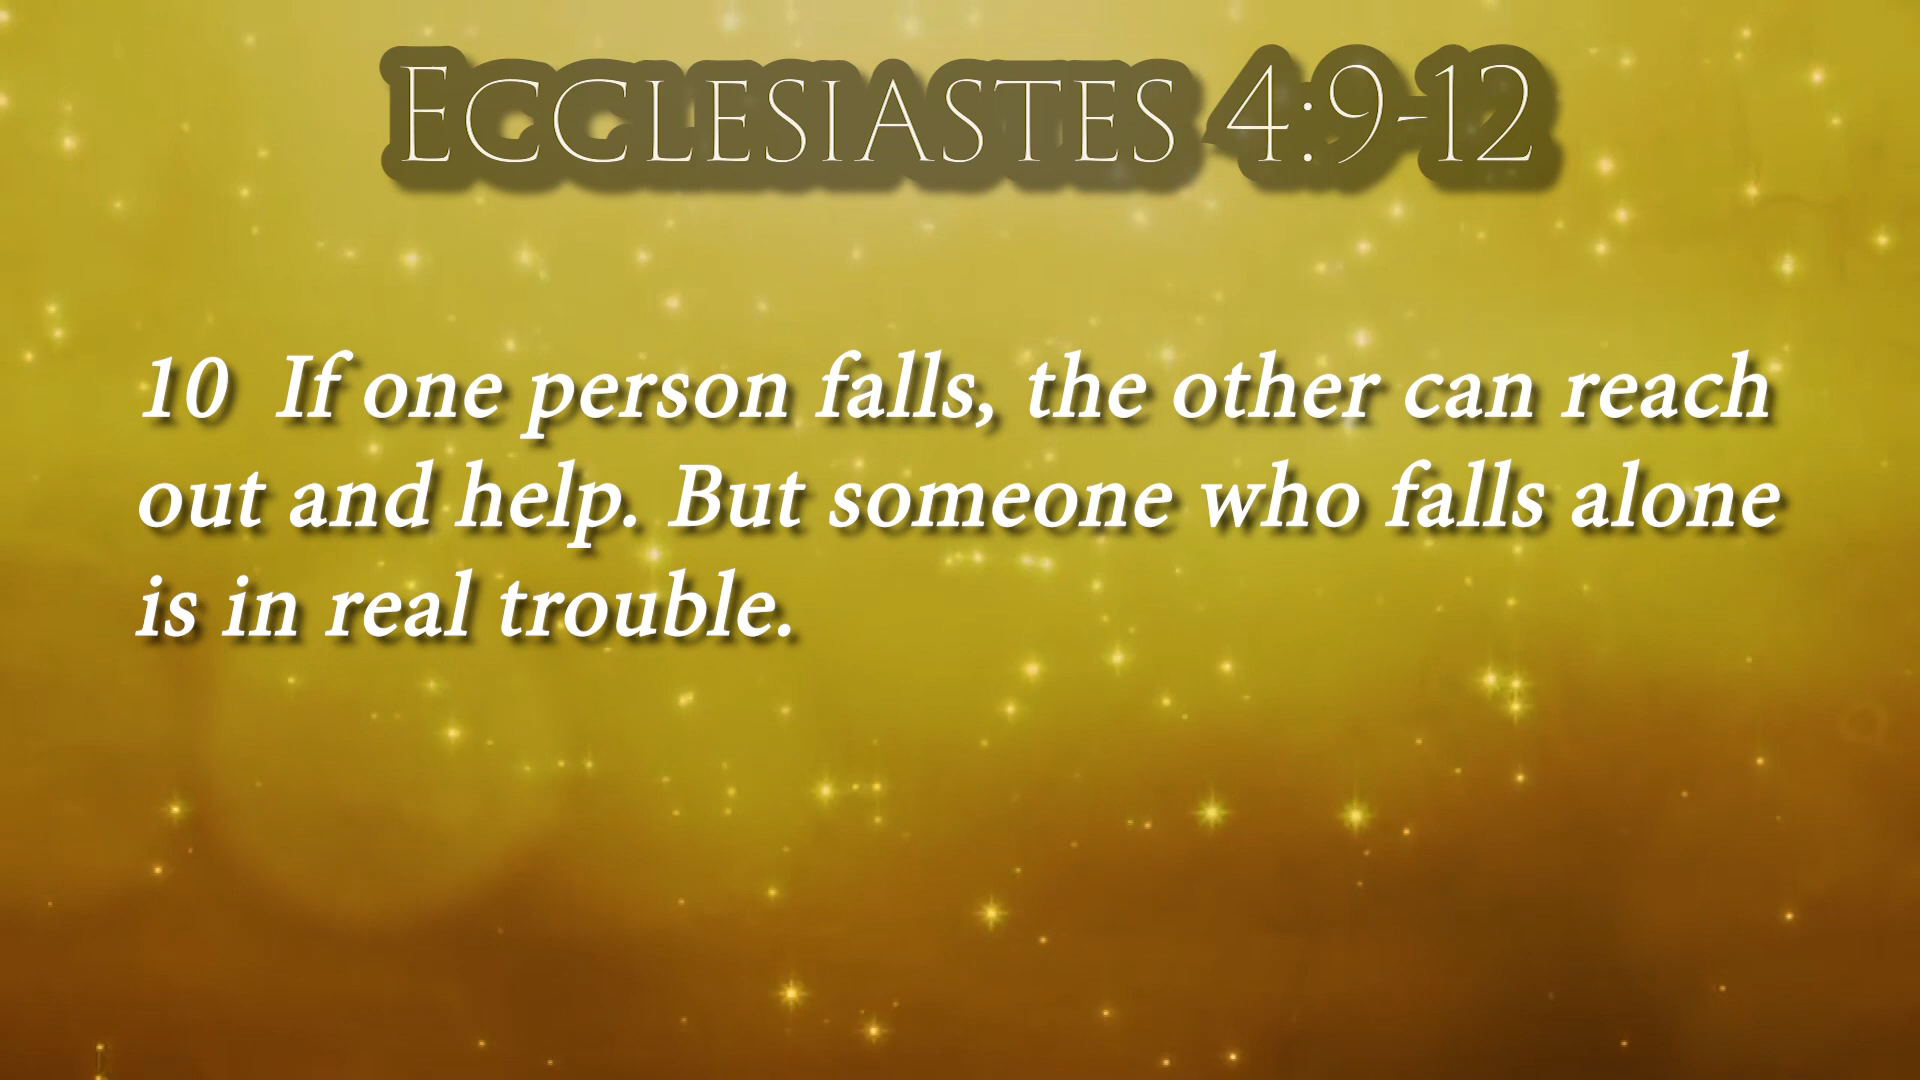 Ecclesiastes 4:9-12
10 If one person falls, the other can reach
out and help. But someone who falls alone
is in real trouble.